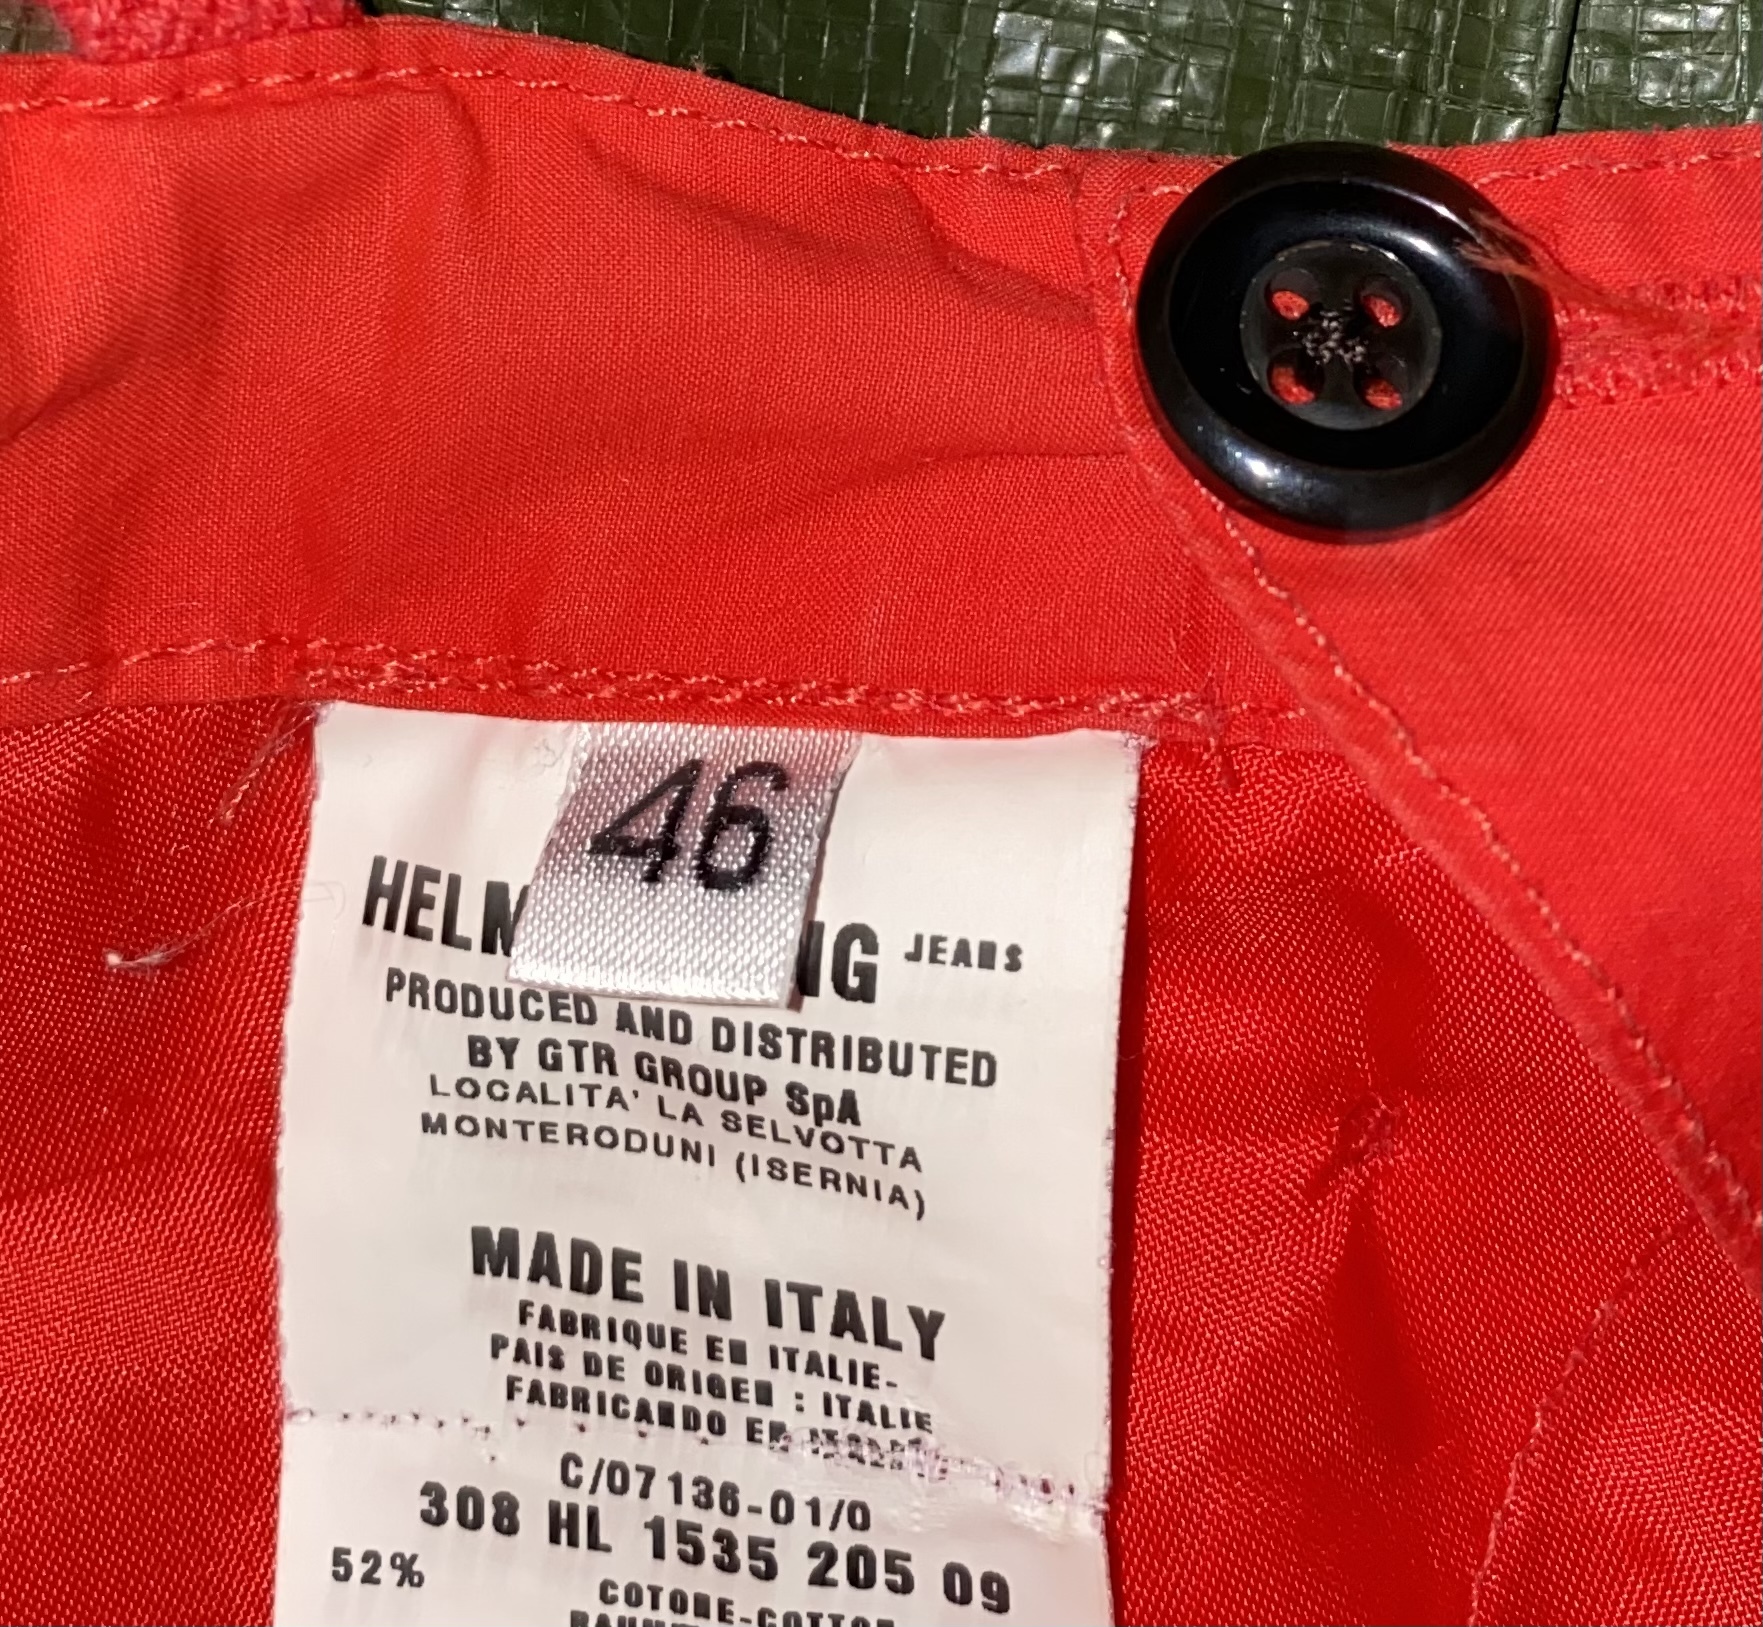 46
HELM NG JEANS
PRODUCED AND DISTRIBUTED
BY GTR GROUP SpA
LOCALITA' LA SELVOTTA
MONTERODUNI (ISERNIA)
MADE IN ITALY
FABRIQUE EN ITALIE-
PAIS DE ORIGEN : ITALIE
FABRICANDO EN
C/07136-01/0
308 HL 1535 205 09
52%
COTONE-COTTON